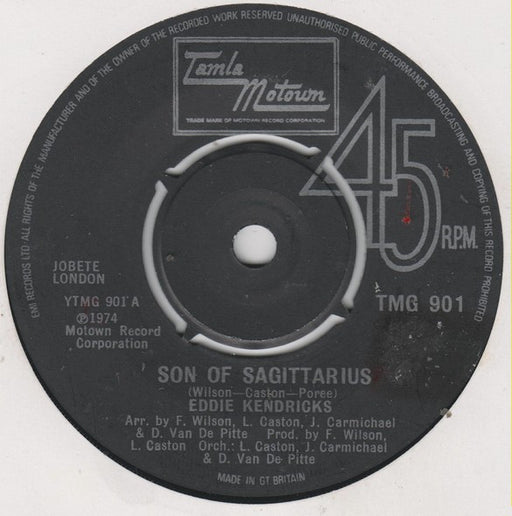 EMI RECORDS LTD ALL RIGHTS OF THE MANUFACTURER AND OF THE OWNER OF THE RECORDED WORK RESERVED UNAUTHORISED PUBLIC PERFORMANCE BROADCASTING AND COPYING OF THIS RECORD PROHIBITED
Tamla
Motown
TRADE MARK OF MOTOWN RECORD CORPORATION
45
R.P.M.
JOBETE
LONDON
YTMG 901 A
Ⓟ1974
Motown Record
Corporation
TMG 901
SON OF SAGITTARIUS
(Wilson—Caston—Poree)
EDDIE KENDRICKS
Arr. by F. Wilson, L. Caston, J. Carmichael
& D. Van De Pitte Prod. by F. Wilson,
L. Caston Orch.: L. Caston, J. Carmichael
& D. Van De Pitte
MADE IN GT BRITAIN